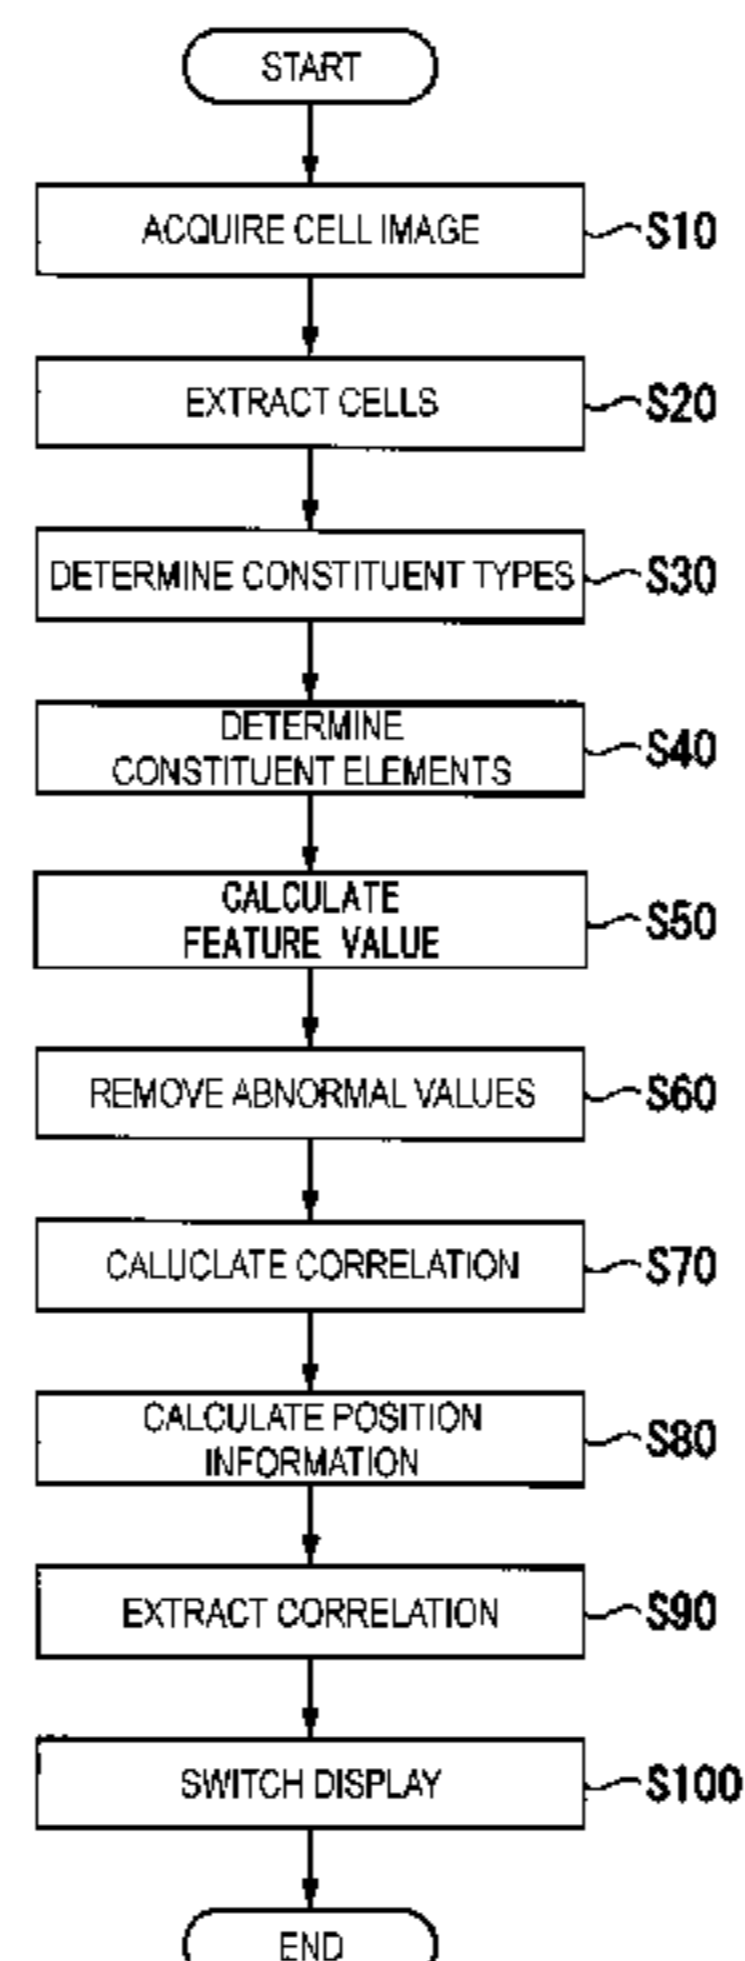 START
ACQUIRE CELL IMAGE
S10
EXTRACT CELLS
S20
DETERMINE CONSTITUENT TYPES
S30
DETERMINE
CONSTITUENT ELEMENTS
S40
CALCULATE
FEATURE VALUE
S50
REMOVE ABNORMAL VALUES
S60
CALUCLATE CORRELATION
S70
CALCULATE POSITION
INFORMATION
S80
EXTRACT CORRELATION
S90
SWITCH DISPLAY
S100
END